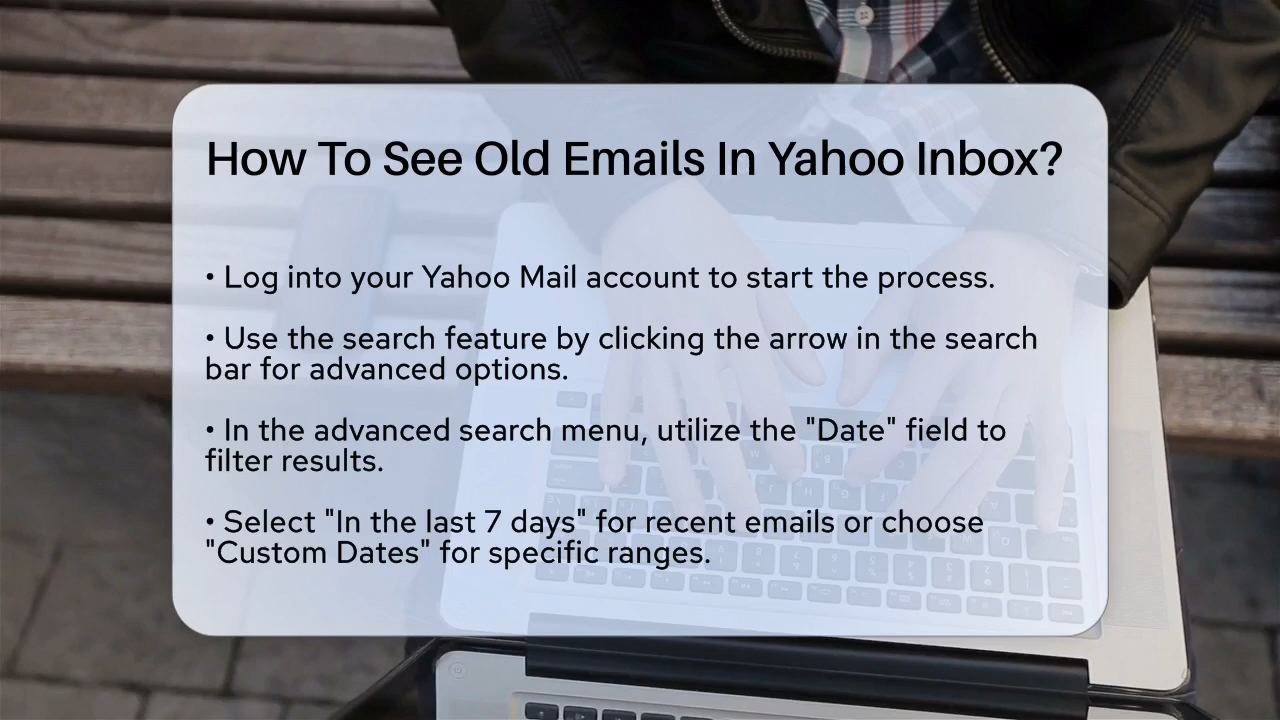 How To See Old Emails In Yahoo Inbox?
• Log into your Yahoo Mail account to start the process.
• Use the search feature by clicking the arrow in the search
bar for advanced options.
• In the advanced search menu, utilize the "Date" field to
filter results.
• Select "In the last 7 days" for recent emails or choose
"Custom Dates" for specific ranges.